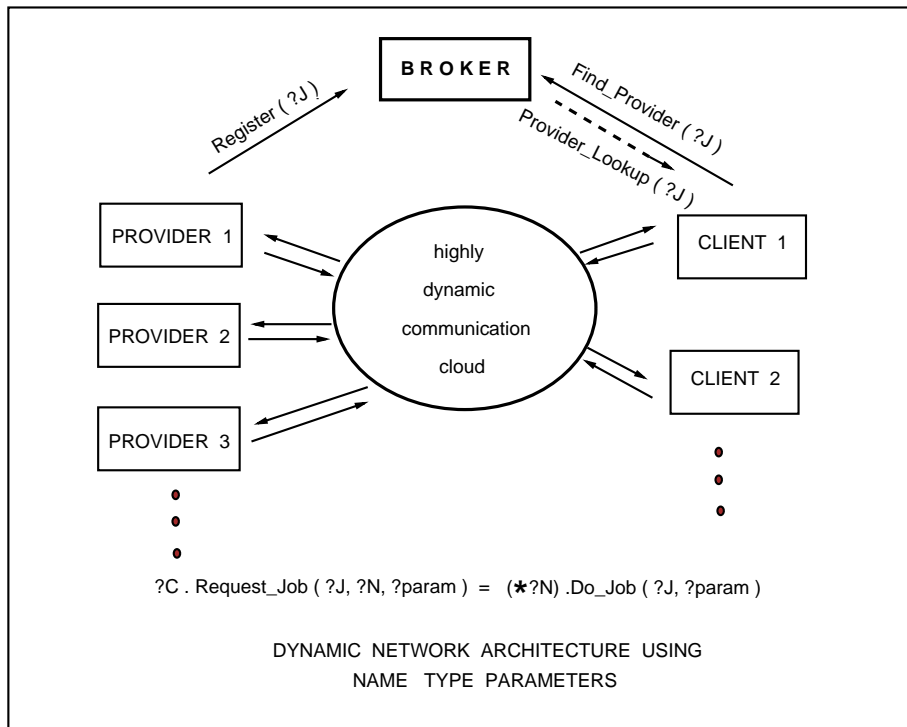 B R O K E R
Register ( ?J )
Find_Provider ( ?J )
Provider_Lookup ( ?J )
PROVIDER 1
highly
dynamic
communication
cloud
CLIENT 1
PROVIDER 2
CLIENT 2
PROVIDER 3
?C . Request_Job ( ?J, ?N, ?param ) = (*?N) .Do_Job ( ?J, ?param )
DYNAMIC NETWORK ARCHITECTURE USING
NAME TYPE PARAMETERS